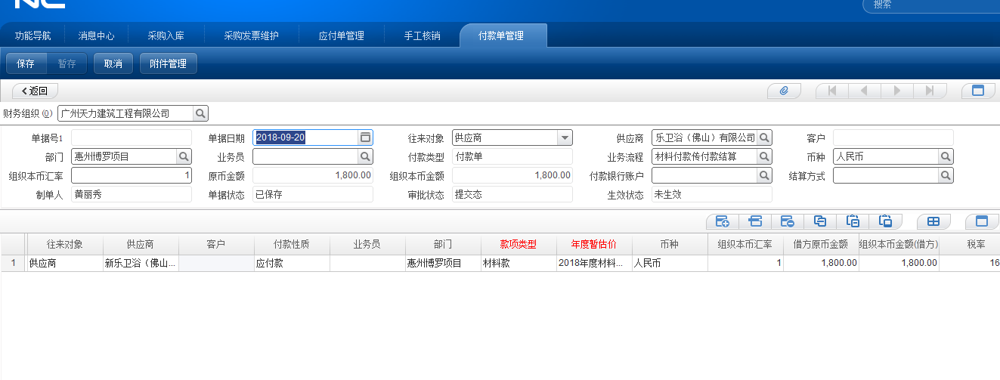 NC
搜索
功能导航 消息中心 采购入库 采购发票维护 应付单管理 手工核销 付款单管理
保存 暂存 取消 附件管理
返回
财务组织(O) 广州天力建筑工程有限公司
单据号1 单据日期 2018-09-20 往来对象 供应商 供应商 乐卫浴（佛山）有限公司 客户
部门 惠州博罗项目 业务员 付款类型 付款单 业务流程 材料付款传付款结算 币种 人民币
组织本币汇率 1 原币金额 1,800.00 组织本币金额 1,800.00 付款银行账户 结算方式
制单人 黄丽秀 单据状态 已保存 审批状态 提交态 生效状态 未生效
往来对象 供应商 客户 付款性质 业务员 部门 款项类型 年度暂估价 币种 组织本币汇率 借方原币金额 组织本币金额(借方) 税率
1 供应商 新乐卫浴（佛山... 应付款 惠州博罗项目 材料款 2018年度材料... 人民币 1 1,800.00 1,800.00 16